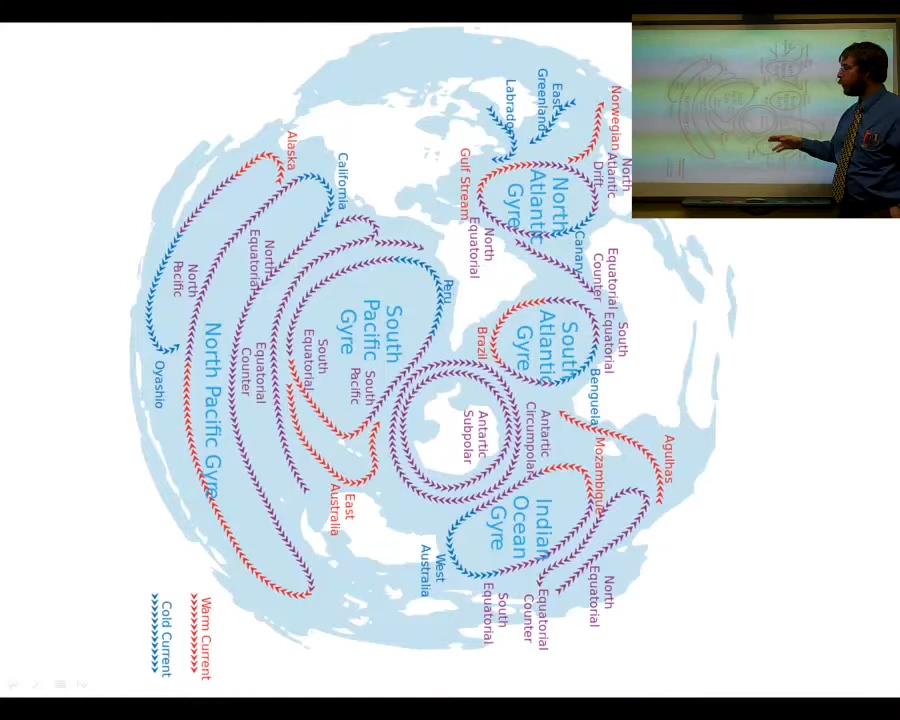 East
Greenland
Labrador
Norwegian
North
Atlantic
Drift
Gulf Stream
North
Atlantic
Gyre
Canary
North
Equatorial
Equatorial
Counter
South
Equatorial
South
Atlantic
Gyre
Brazil
Benguela
Alaska
California
North
Pacific
Oyashio
North
Equatorial
North Pacific Gyre
Equatorial
Counter
South
Equatorial
South
Pacific
Gyre
Peru
South
Pacific
East
Australia
Antartic
Subpolar
Antartic
Circumpolar
Agulhas
Mozambique
Indian
Ocean
Gyre
West
Australia
South
Equatorial
Equatorial
Counter
North
Equatorial
Warm Current
Cold Current